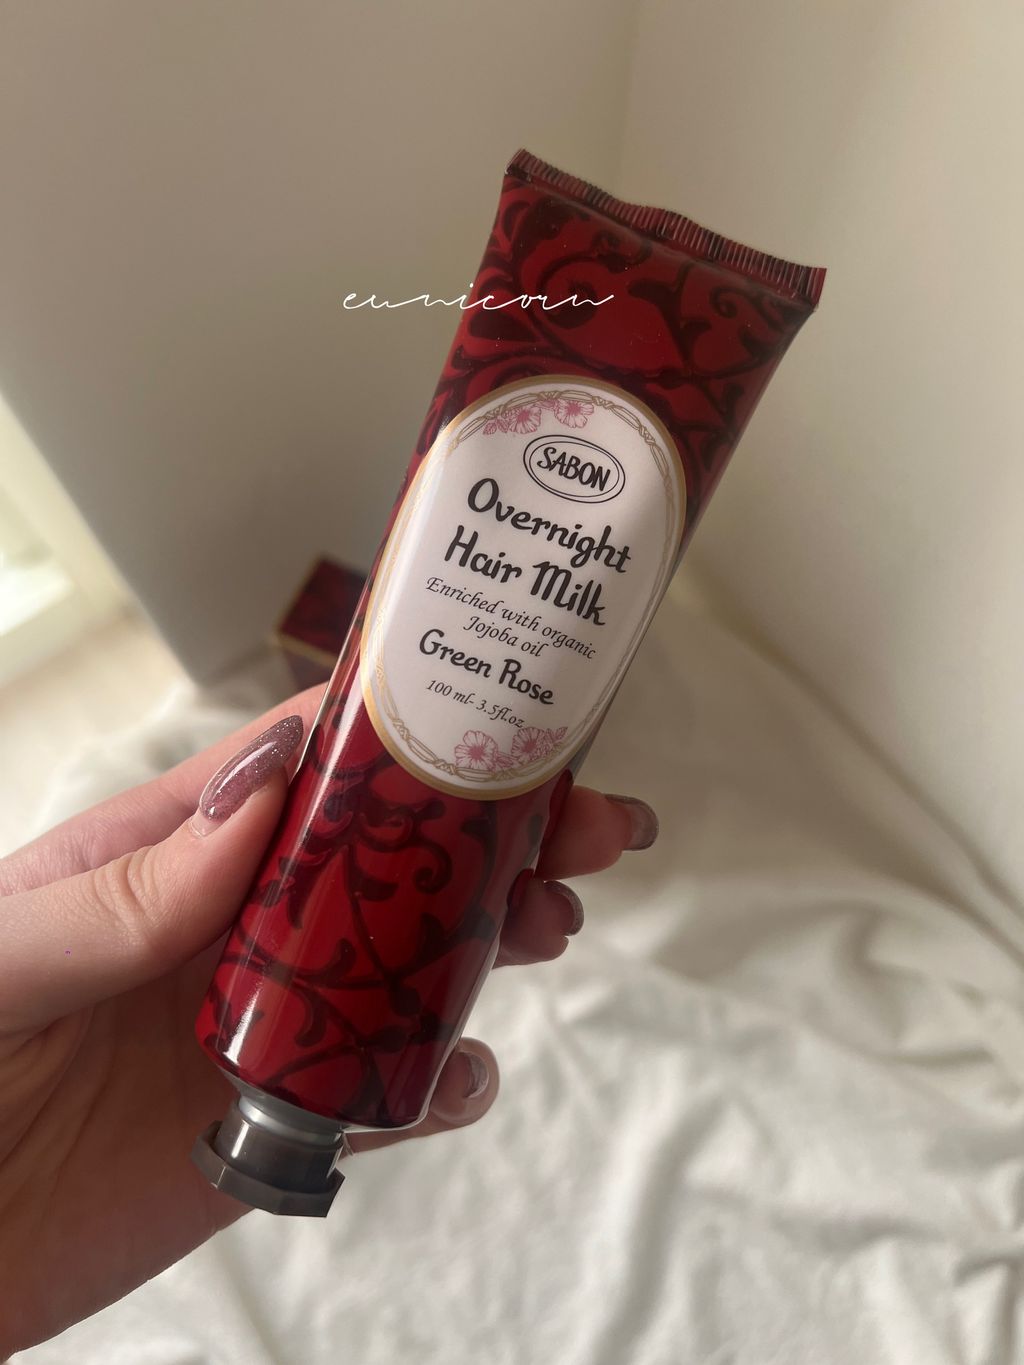 eunicorn
SABON
Overnight
Hair Milk
Enriched with organic
Jojoba oil
Green Rose
100 ml- 3.5fl.oz